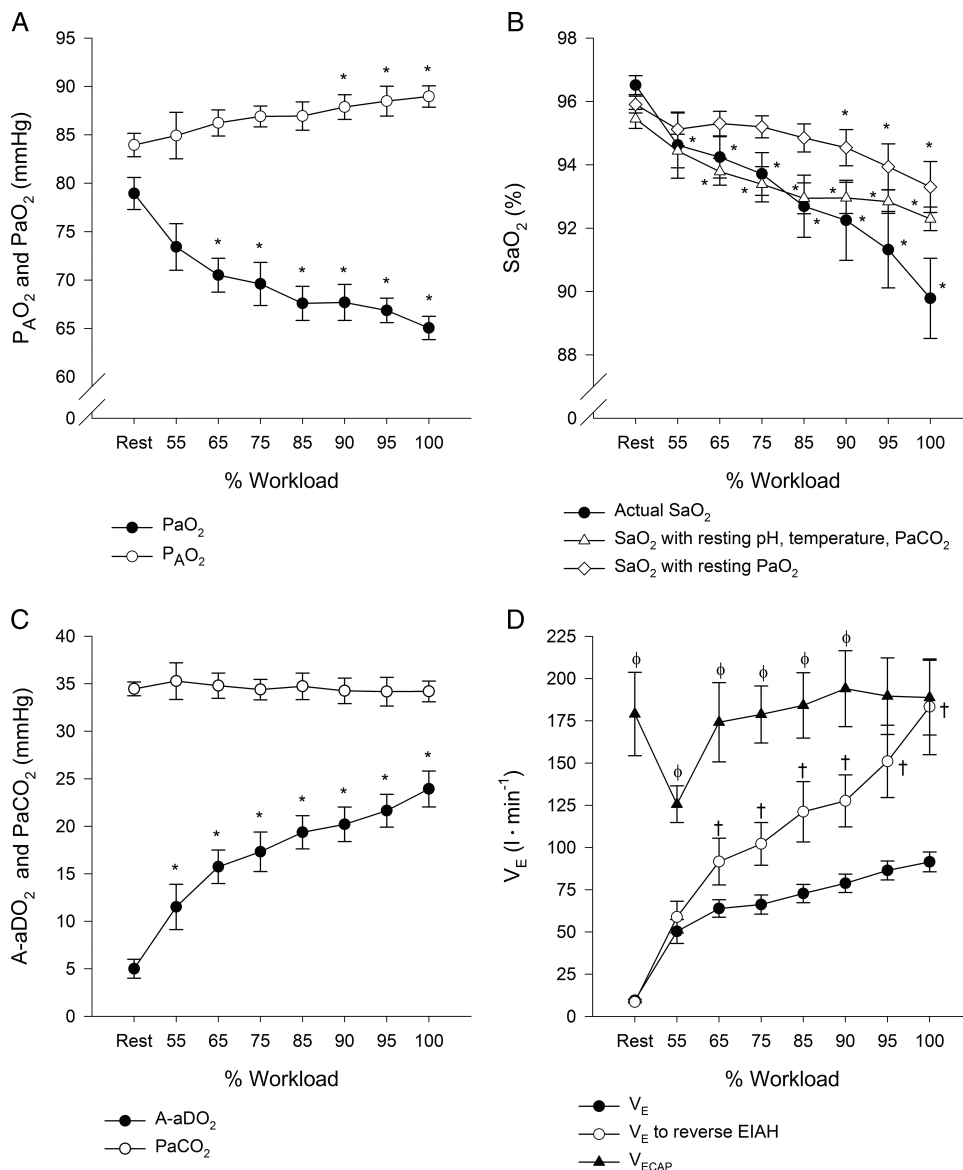 A
95
90
85
80
75
70
65
60
0
PAO2 and PaO2 (mmHg)
* * *
* * * * * *
Rest 55 65 75 85 90 95 100
% Workload
PaO2
PAO2
B
98
96
94
92
90
88
0
SaO2 (%)
* * *
* * * * * * *
* * * * * * *
Rest 55 65 75 85 90 95 100
% Workload
Actual SaO2
SaO2 with resting pH, temperature, PaCO2
SaO2 with resting PaO2
C
40
35
30
25
20
15
10
5
0
A-aDO2 and PaCO2 (mmHg)
* * * * * * *
Rest 55 65 75 85 90 95 100
% Workload
A-aDO2
PaCO2
D
225
200
175
150
125
100
75
50
25
0
VE (l · min-1)
ϕ ϕ ϕ ϕ ϕ ϕ
† † † † † †
Rest 55 65 75 85 90 95 100
% Workload
VE
VE to reverse EIAH
VECAP